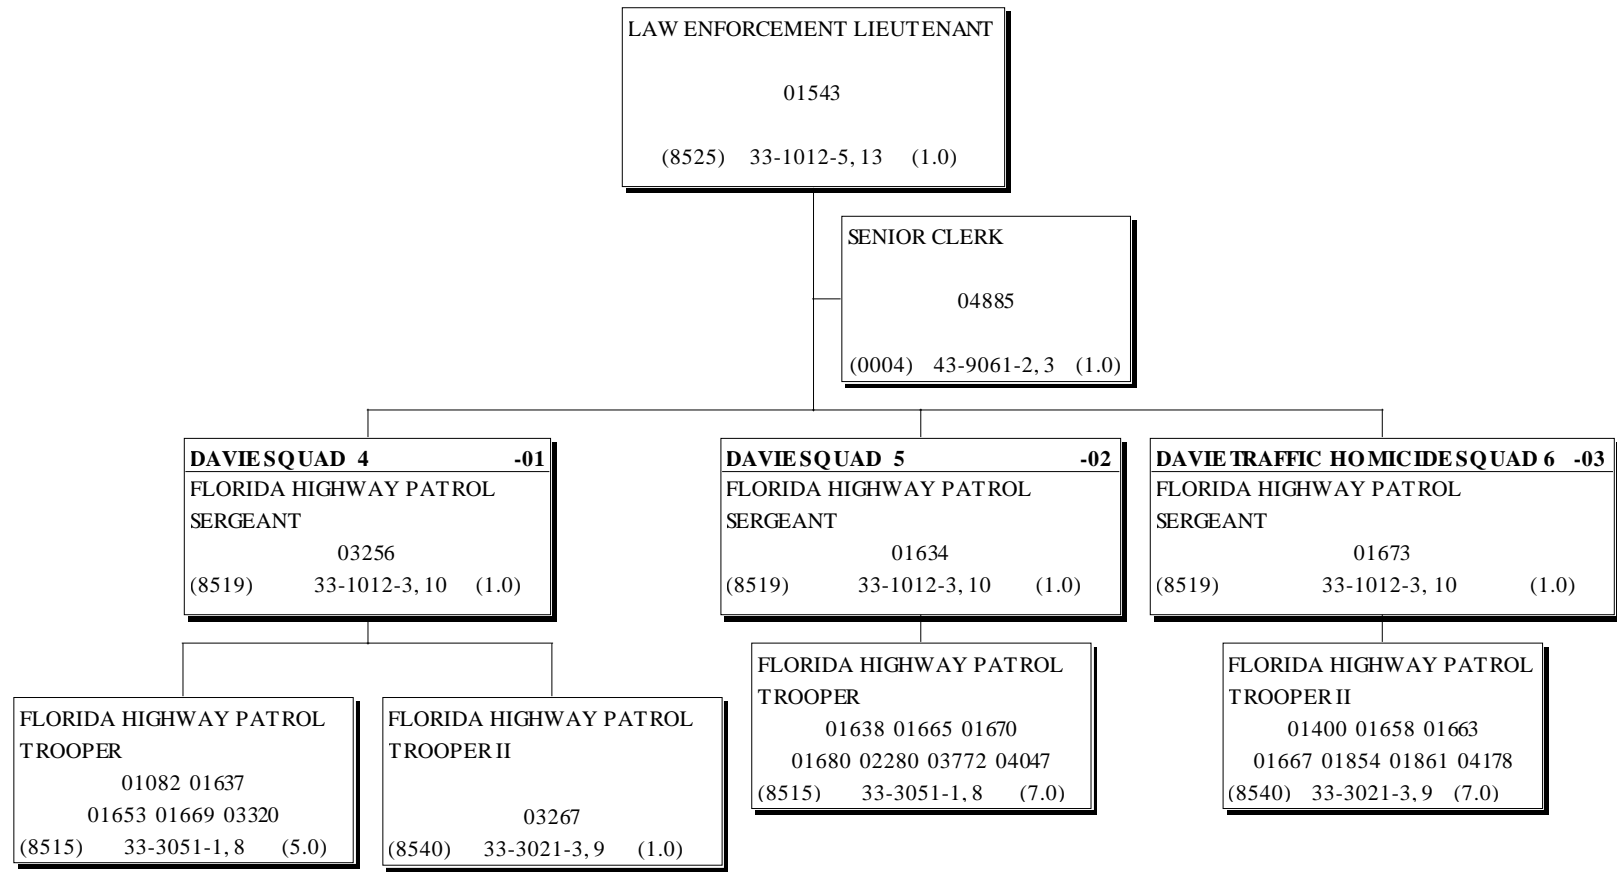 LAW ENFORCEMENT LIEUTENANT
01543
(8525) 33-1012-5, 13 (1.0)
SENIOR CLERK
04885
(0004) 43-9061-2, 3 (1.0)
DAVIE SQUAD 4 -01
FLORIDA HIGHWAY PATROL
SERGEANT
03256
(8519) 33-1012-3, 10 (1.0)
DAVIE SQUAD 5 -02
FLORIDA HIGHWAY PATROL
SERGEANT
01634
(8519) 33-1012-3, 10 (1.0)
DAVIE TRAFFIC HOMICIDE SQUAD 6 -03
FLORIDA HIGHWAY PATROL
SERGEANT
01673
(8519) 33-1012-3, 10 (1.0)
FLORIDA HIGHWAY PATROL
TROOPER
01082 01637
01653 01669 03320
(8515) 33-3051-1, 8 (5.0)
FLORIDA HIGHWAY PATROL
TROOPER II
03267
(8540) 33-3021-3, 9 (1.0)
FLORIDA HIGHWAY PATROL
TROOPER
01638 01665 01670
01680 02280 03772 04047
(8515) 33-3051-1, 8 (7.0)
FLORIDA HIGHWAY PATROL
TROOPER II
01400 01658 01663
01667 01854 01861 04178
(8540) 33-3021-3, 9 (7.0)